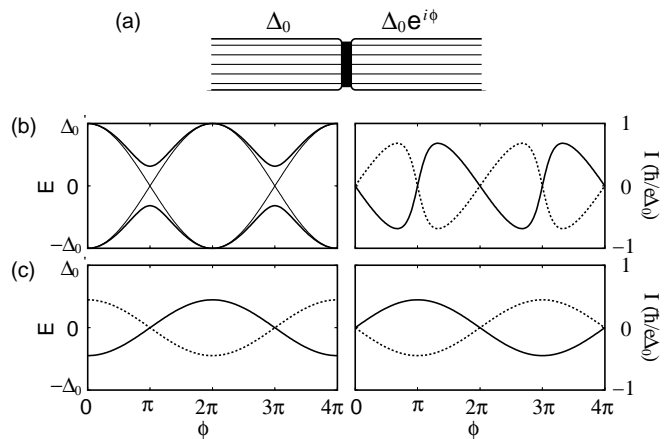 (a)
Δ₀ Δ₀e^{iϕ}
(b)
Δ₀
E 0
−Δ₀
1
0
−1
I (ħ/eΔ₀)
(c)
Δ₀
E 0
−Δ₀
1
0
−1
I (ħ/eΔ₀)
0 π 2π 3π 4π
ϕ
0 π 2π 3π 4π
ϕ